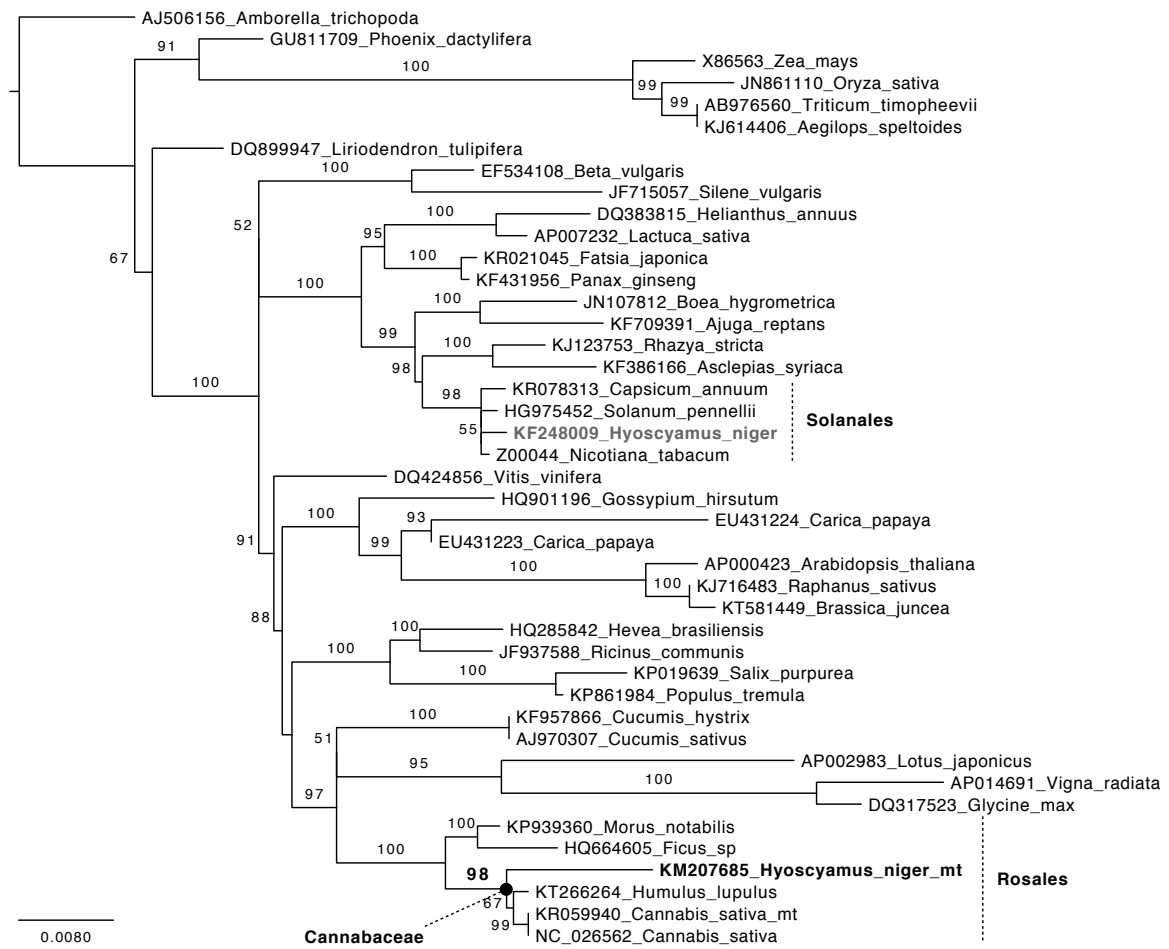 AJ506156_Amborella_trichopoda
GU811709_Phoenix_dactylifera
91
X86563_Zea_mays
100
JN861110_Oryza_sativa
99
AB976560_Triticum_timopheevii
99
KJ614406_Aegilops_speltoides
DQ899947_Liriodendron_tulipifera
EF534108_Beta_vulgaris
100
JF715057_Silene_vulgaris
DQ383815_Helianthus_annuus
100
52
95
AP007232_Lactuca_sativa
67
KR021045_Fatsia_japonica
100
KF431956_Panax_ginseng
100
JN107812_Boea_hygrometrica
100
KF709391_Ajuga_reptans
99
KJ123753_Rhazya_stricta
100
98
KF386166_Asclepias_syriaca
100
KR078313_Capsicum_annuum
98
HG975452_Solanum_pennellii
Solanales
55
KF248009_Hyoscyamus_niger
Z00044_Nicotiana_tabacum
DQ424856_Vitis_vinifera
HQ901196_Gossypium_hirsutum
100
93
EU431224_Carica_papaya
91
99
EU431223_Carica_papaya
AP000423_Arabidopsis_thaliana
100
100
KJ716483_Raphanus_sativus
KT581449_Brassica_juncea
88
HQ285842_Hevea_brasiliensis
100
100
JF937588_Ricinus_communis
100
KP019639_Salix_purpurea
KP861984_Populus_tremula
100
KF957866_Cucumis_hystrix
51
AJ970307_Cucumis_sativus
95
AP002983_Lotus_japonicus
100
AP014691_Vigna_radiata
97
DQ317523_Glycine_max
100
KP939360_Morus_notabilis
100
HQ664605_Ficus_sp
98
KM207685_Hyoscyamus_niger_mt
Rosales
67
KT266264_Humulus_lupulus
KR059940_Cannabis_sativa_mt
99
NC_026562_Cannabis_sativa
Cannabaceae
0.0080